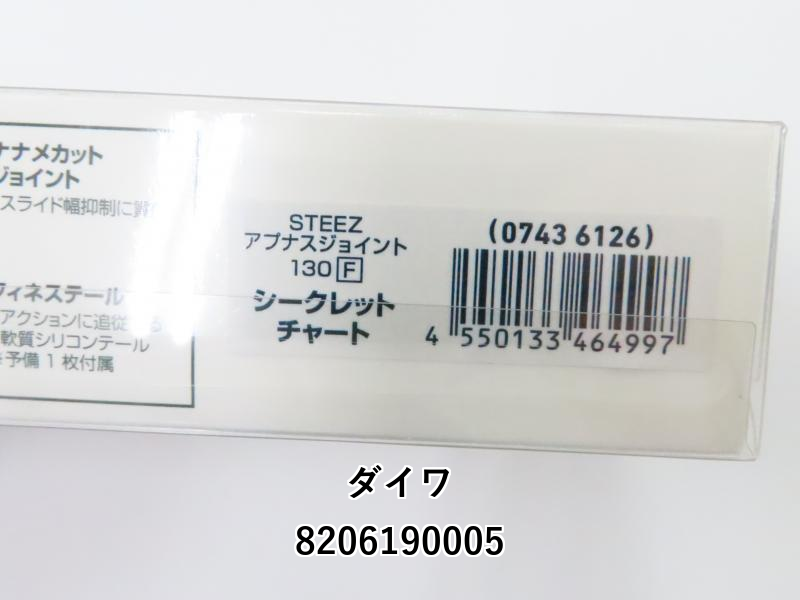 ナナメカット
ジョイント
スライド幅抑制に
フィネステール
アクションに追従する
軟質シリコンテール
※予備1枚付属
STEEZ
アプナスジョイント
130 F
シークレット
チャート
(0743 6126)
4 550133 464997
ダイワ
8206190005